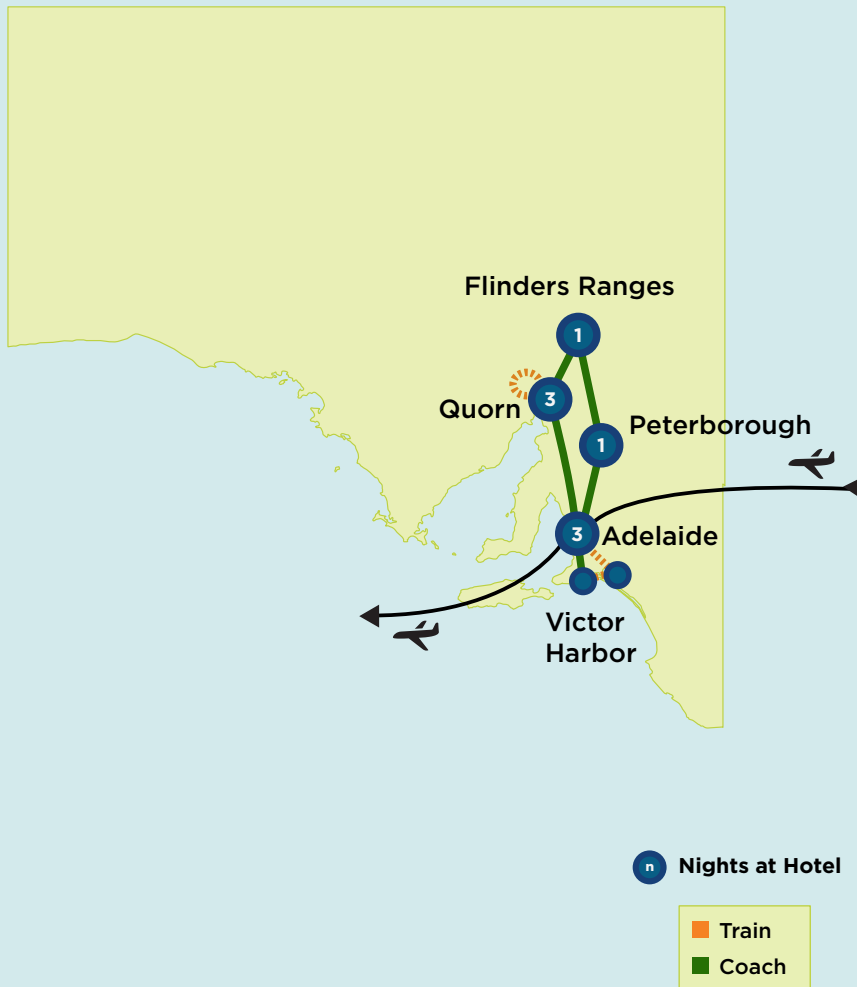 Flinders Ranges
1
3
Quorn
Peterborough
1
3
Adelaide
Victor
Harbor
n
Nights at Hotel
Train
Coach